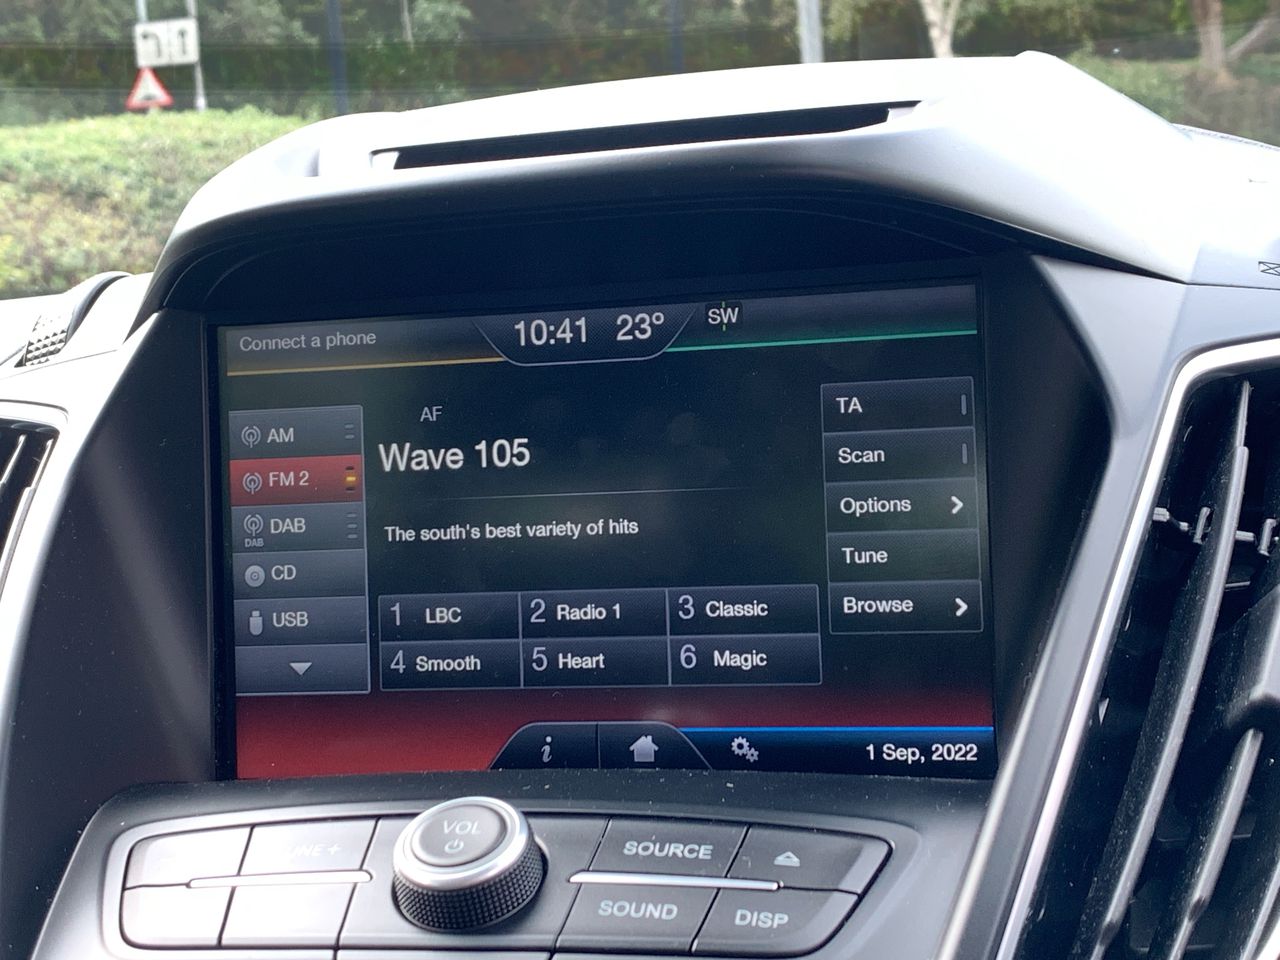 Connect a phone
10:41 23° SW
AF
Wave 105
The south's best variety of hits
AM
FM 2
DAB
DAB
CD
USB
1 LBC
2 Radio 1
3 Classic
4 Smooth
5 Heart
6 Magic
TA
Scan
Options
Tune
Browse
i
1 Sep, 2022
VOL
SOURCE
SOUND
DISP